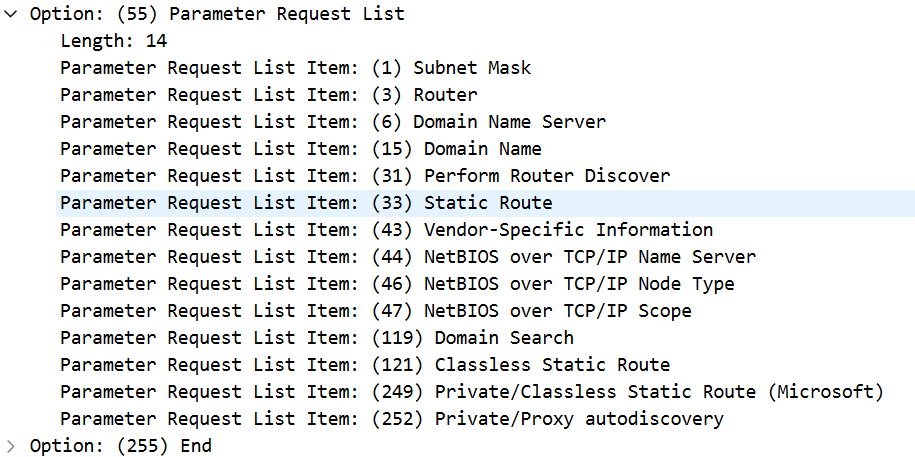 Option: (55) Parameter Request List
Length: 14
Parameter Request List Item: (1) Subnet Mask
Parameter Request List Item: (3) Router
Parameter Request List Item: (6) Domain Name Server
Parameter Request List Item: (15) Domain Name
Parameter Request List Item: (31) Perform Router Discover
Parameter Request List Item: (33) Static Route
Parameter Request List Item: (43) Vendor-Specific Information
Parameter Request List Item: (44) NetBIOS over TCP/IP Name Server
Parameter Request List Item: (46) NetBIOS over TCP/IP Node Type
Parameter Request List Item: (47) NetBIOS over TCP/IP Scope
Parameter Request List Item: (119) Domain Search
Parameter Request List Item: (121) Classless Static Route
Parameter Request List Item: (249) Private/Classless Static Route (Microsoft)
Parameter Request List Item: (252) Private/Proxy autodiscovery
Option: (255) End